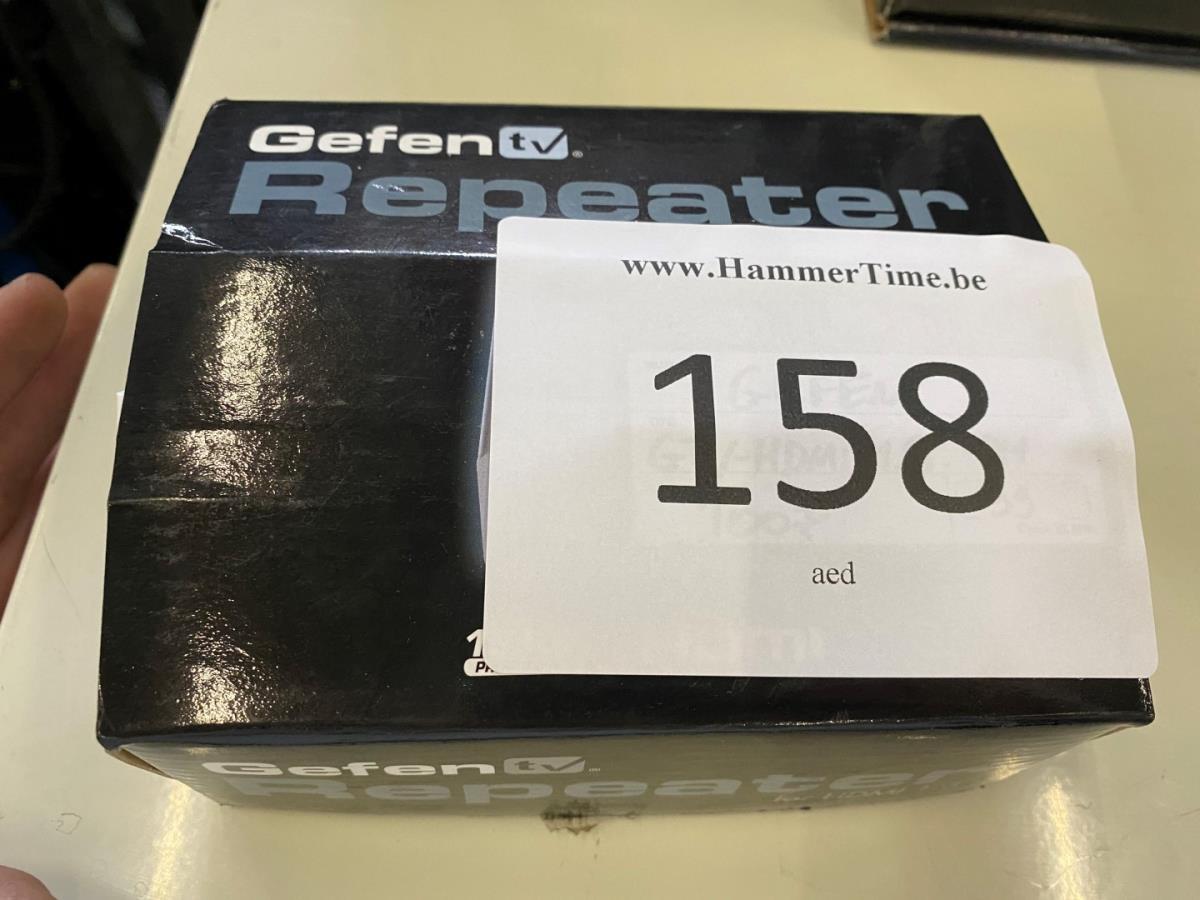 Gefen tv®
Repeater
www.HammerTime.be
158
aed
Gefen tv
Repeater